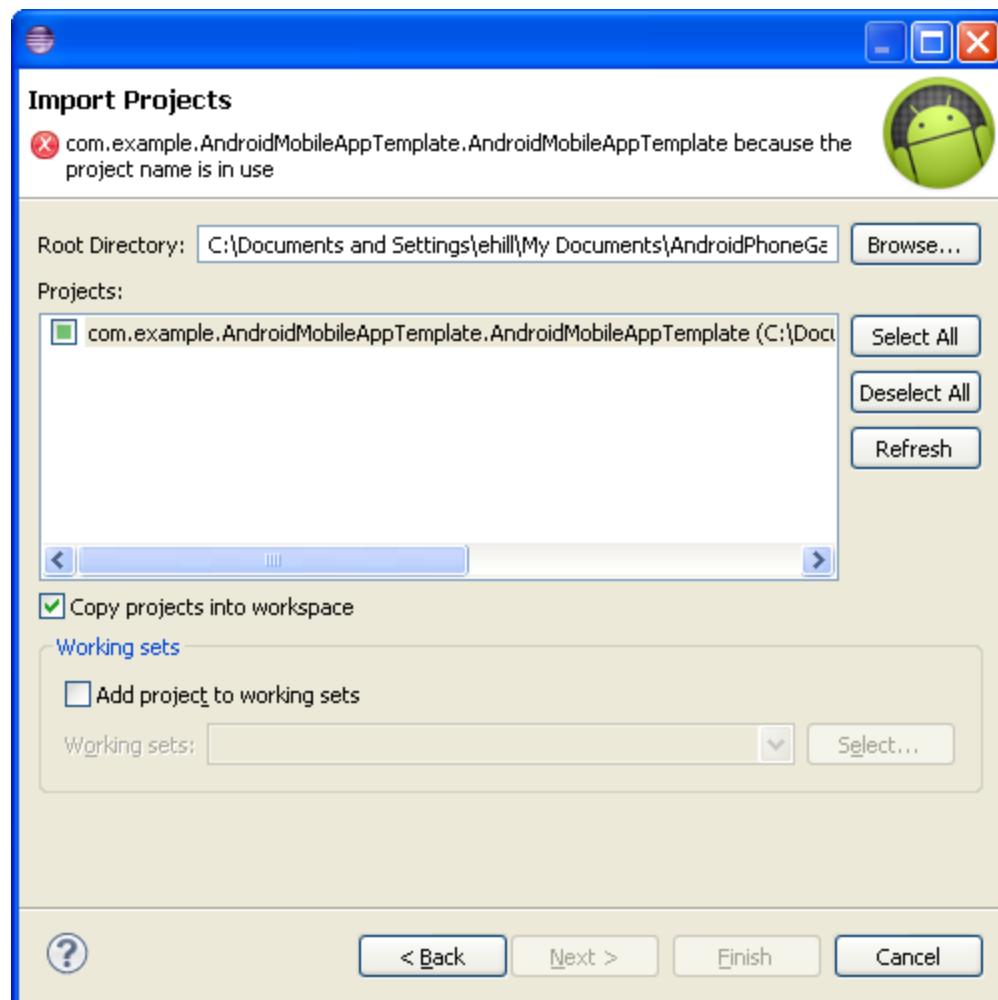 Import Projects
com.example.AndroidMobileAppTemplate.AndroidMobileAppTemplate because the
project name is in use
Root Directory: C:\Documents and Settings\ehill\My Documents\AndroidPhoneGa Browse...
Projects:
com.example.AndroidMobileAppTemplate.AndroidMobileAppTemplate (C:\Docu
Select All
Deselect All
Refresh
Copy projects into workspace
Working sets
Add project to working sets
Working sets: Select...
? < Back Next > Finish Cancel